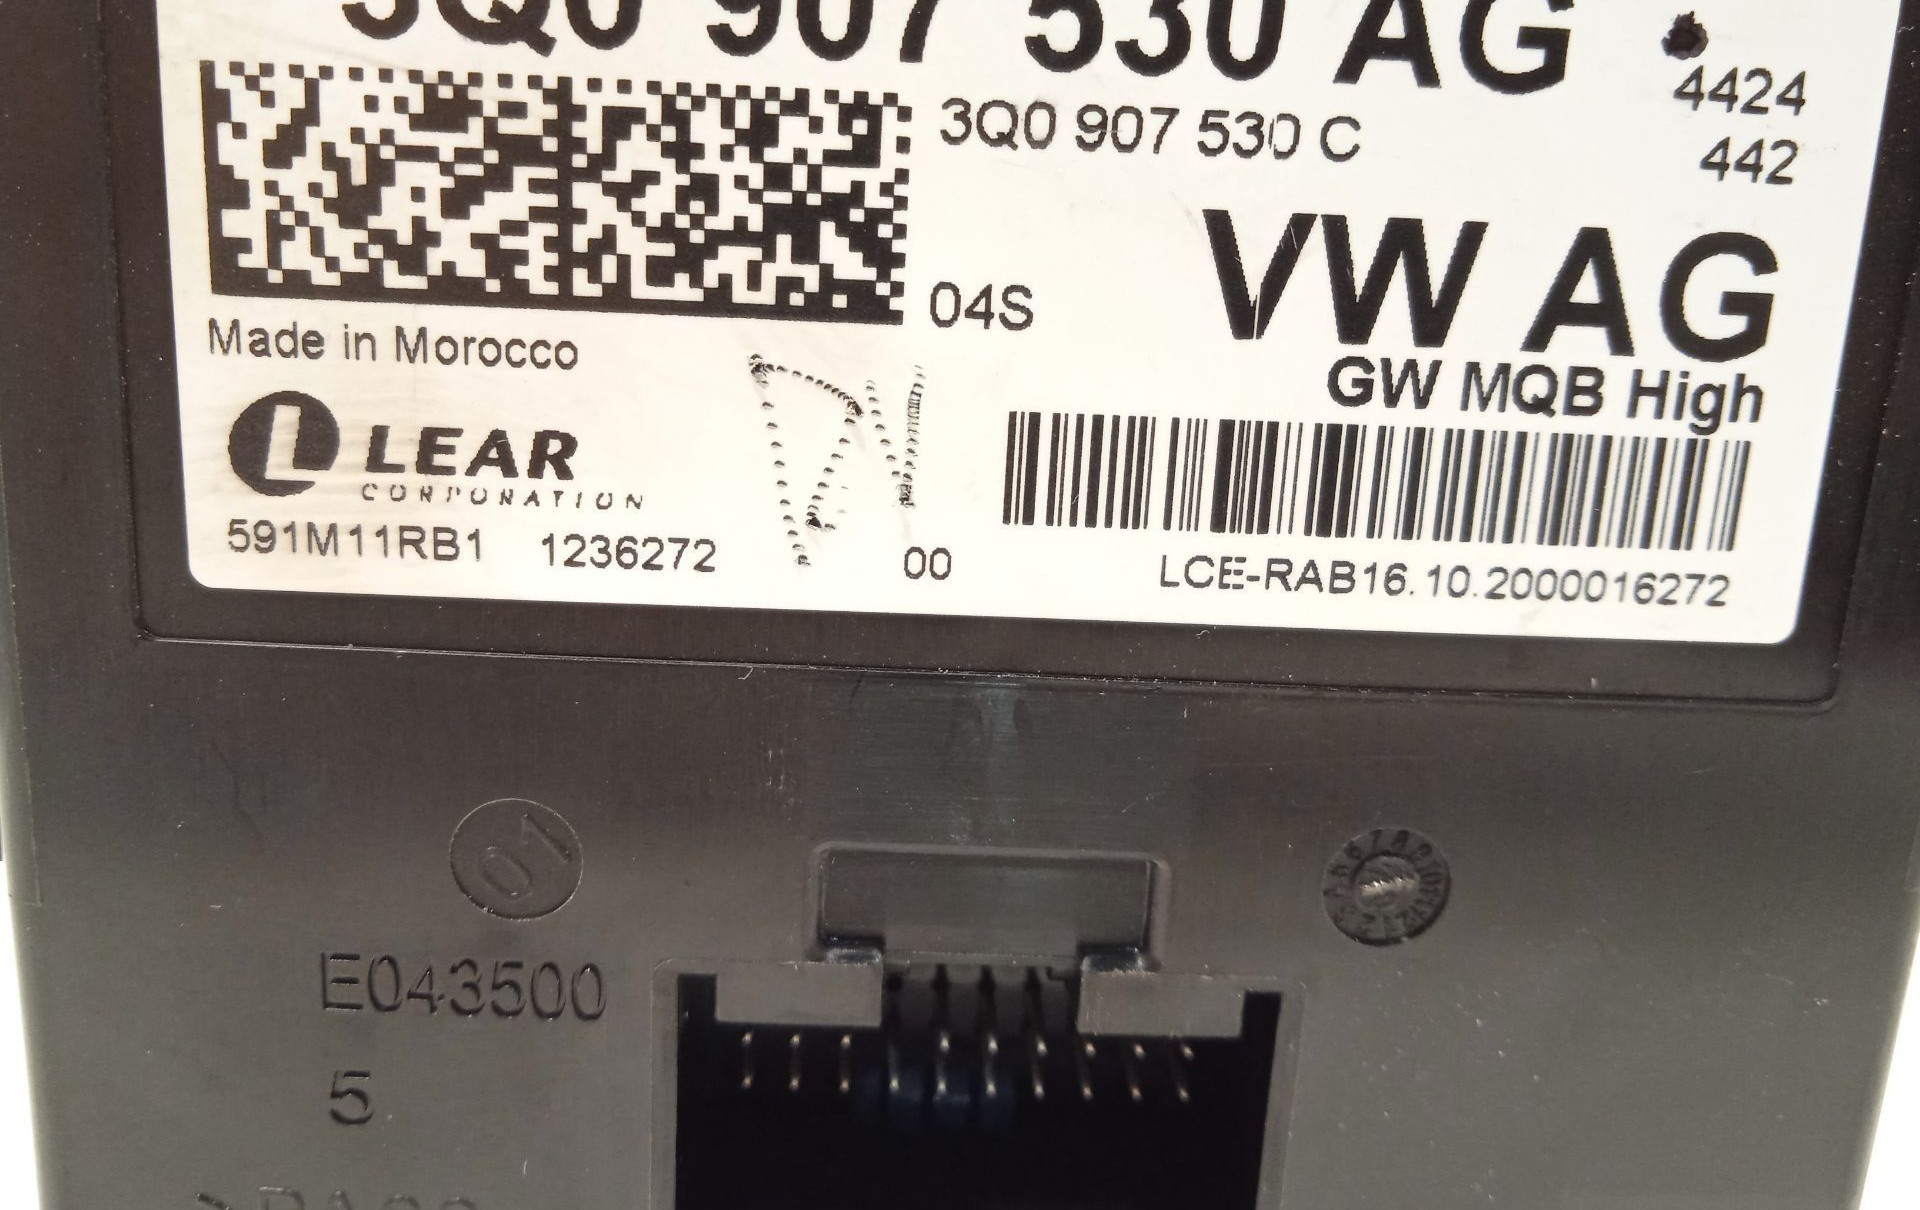 3Q0 907 530 AG
4424
3Q0 907 530 C
442
04S
VW AG
GW MQB High
Made in Morocco
LEAR
CORPORATION
591M11RB1 1236272 00
LCE-RAB16.10.2000016272
01
E043500
5